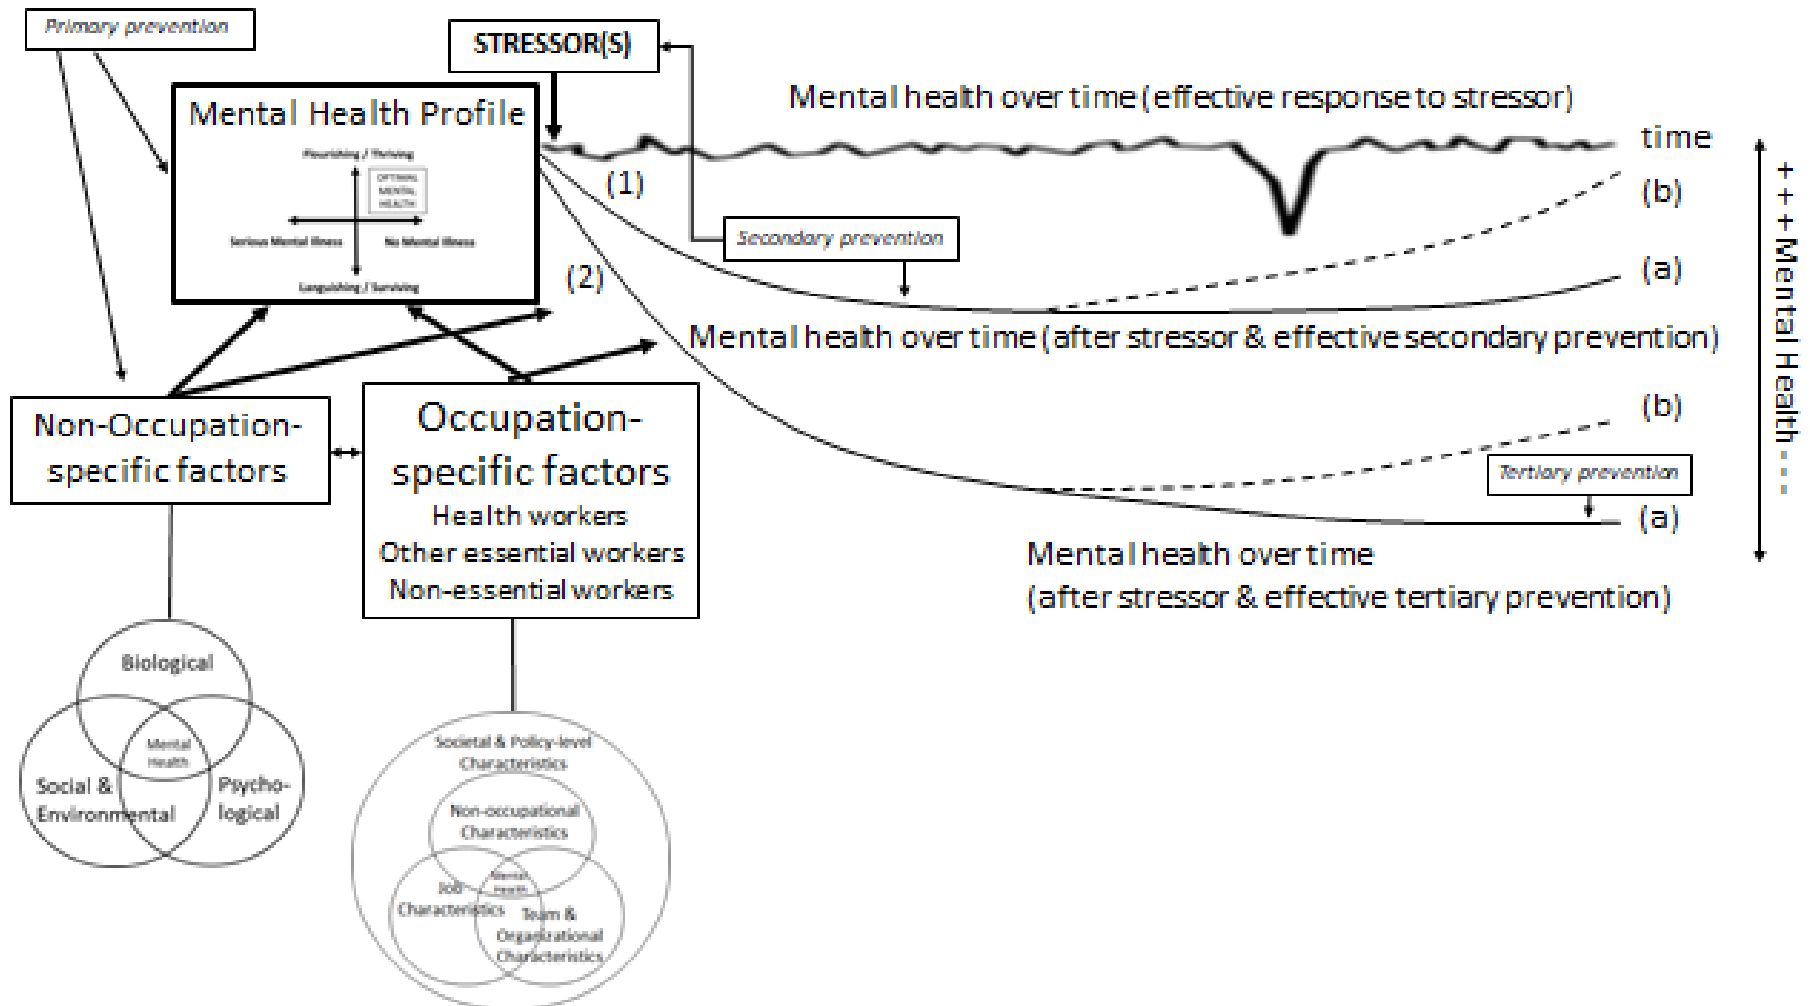 Primary prevention
STRESSOR(S)
Mental health over time (effective response to stressor)
time
Mental Health Profile
Flourishing / Thriving
OPTIMAL
MENTAL
HEALTH
Serious Mental Illness
No Mental Illness
Languishing / Surviving
(1)
(2)
Secondary prevention
(b)
(a)
+ + + Mental Health - - - -
Mental health over time (after stressor & effective secondary prevention)
(b)
Tertiary prevention
(a)
Mental health over time
(after stressor & effective tertiary prevention)
Non-Occupation-
specific factors
Occupation-
specific factors
Health workers
Other essential workers
Non-essential workers
Biological
Mental
Health
Social &
Environmental
Psycho-
logical
Societal & Policy-level
Characteristics
Non-occupational
Characteristics
Mental
Health
Job
Characteristics
Team &
Organizational
Characteristics